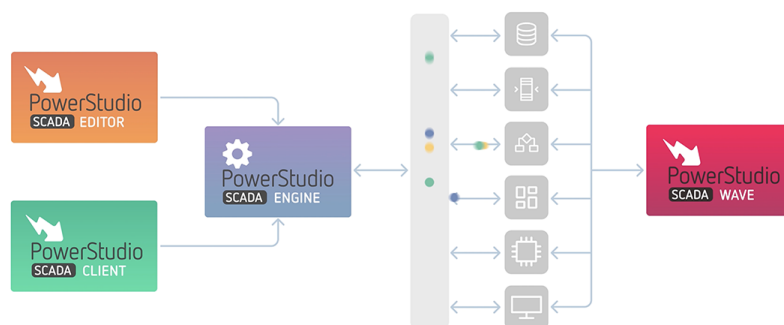 PowerStudio
SCADA EDITOR
PowerStudio
SCADA ENGINE
PowerStudio
SCADA CLIENT
PowerStudio
SCADA WAVE